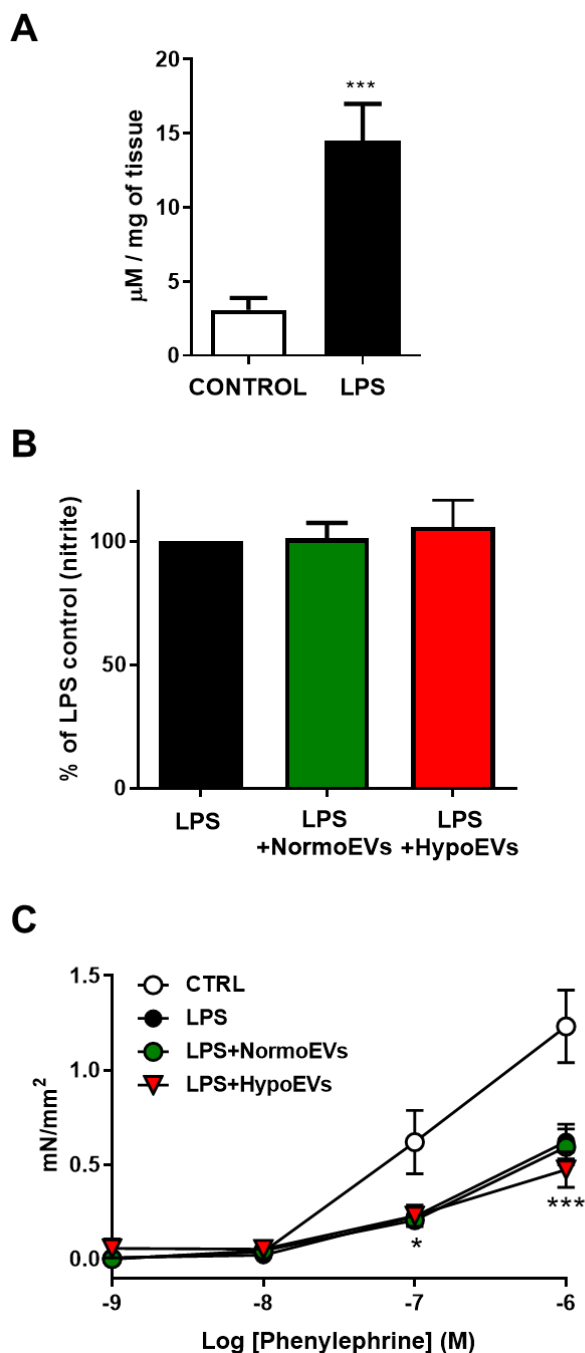 A
20
15
10
5
0
µM / mg of tissue
***
CONTROL
LPS
B
100
50
0
% of LPS control (nitrite)
LPS
LPS
+NormoEVs
LPS
+HypoEVs
C
1.5
1.0
0.5
0.0
mN/mm²
CTRL
LPS
LPS+NormoEVs
LPS+HypoEVs
*
***
-9
-8
-7
-6
Log [Phenylephrine] (M)